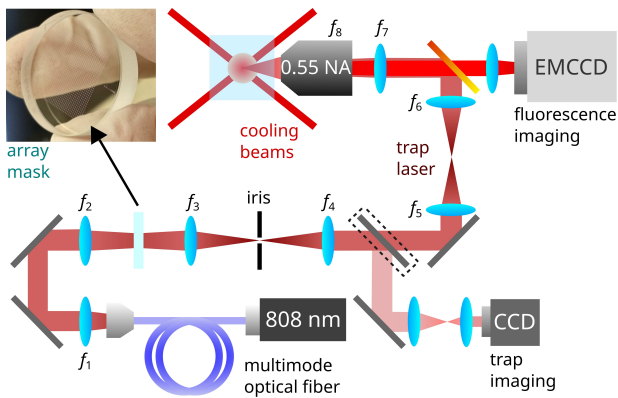 f8
f7
0.55 NA
EMCCD
f6
fluorescence
imaging
cooling
beams
array
mask
trap
laser
f2
f3
iris
f4
f5
808 nm
CCD
f1
multimode
optical fiber
trap
imaging